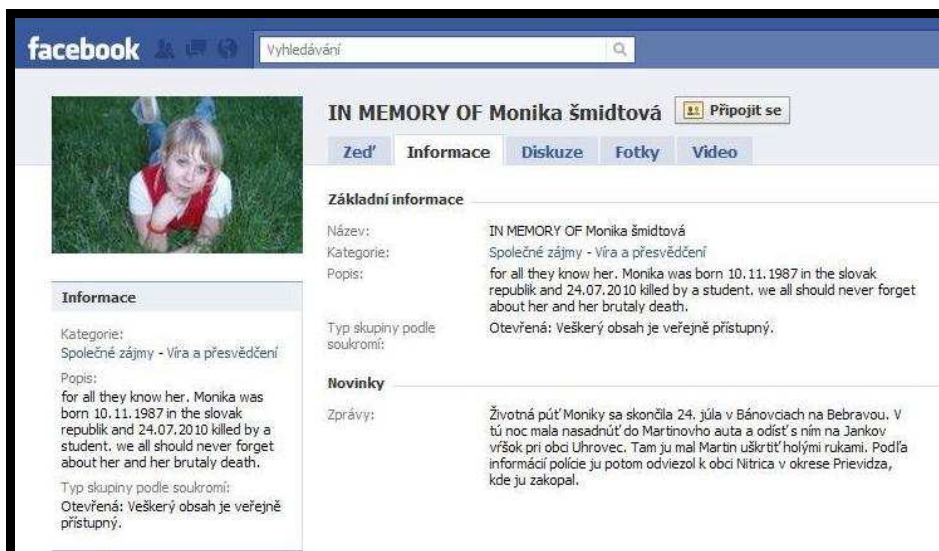 facebook
Vyhledávání
IN MEMORY OF Monika šmidtová
Připojit se
Zeď
Informace
Diskuze
Fotky
Video
Informace
Kategorie:
Společné zájmy - Víra a přesvědčení
Popis:
for all they know her. Monika was
born 10.11.1987 in the slovak
republik and 24.07.2010 killed by a
student. we all should never forget
about her and her brutaly death.
Typ skupiny podle soukromí:
Otevřená: Veškerý obsah je veřejně
přístupný.
Základní informace
Název: IN MEMORY OF Monika šmidtová
Kategorie: Společné zájmy - Víra a přesvědčení
Popis: for all they know her. Monika was born 10.11.1987 in the slovak
republik and 24.07.2010 killed by a student. we all should never forget
about her and her brutaly death.
Typ skupiny podle
soukromí:
Otevřená: Veškerý obsah je veřejně přístupný.
Novinky
Zprávy: Životná púť Moniky sa skončila 24. júla v Bánovciach na Bebravou. V
tú noc mala nasadnúť do Martinovho auta a odísť s ním na Jankov
vŕšok pri obci Uhrovec. Tam ju mal Martin uškrtiť holými rukami. Podľa
informácií polície ju potom odviezol k obci Nitrica v okrese Prievidza,
kde ju zakopal.